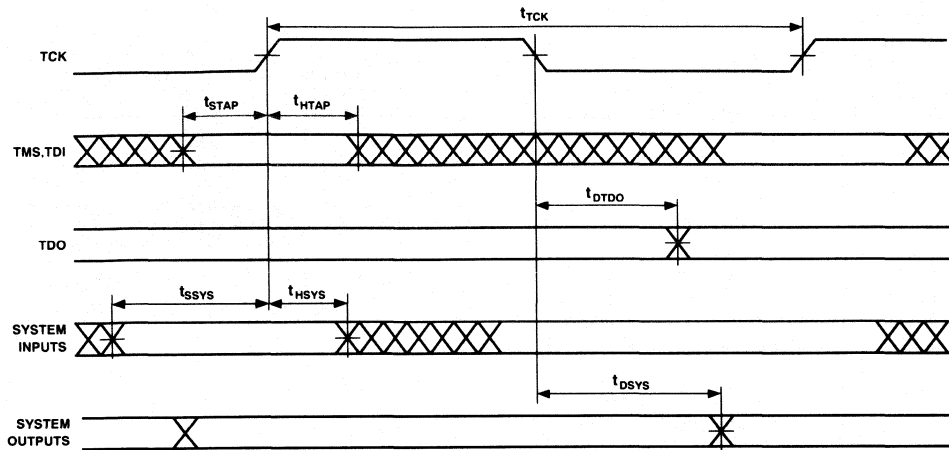 tTCK
TCK
tSTAP
tHTAP
TMS,TDI
tDTDO
TDO
tSSYS
tHSYS
SYSTEM
INPUTS
tDSYS
SYSTEM
OUTPUTS